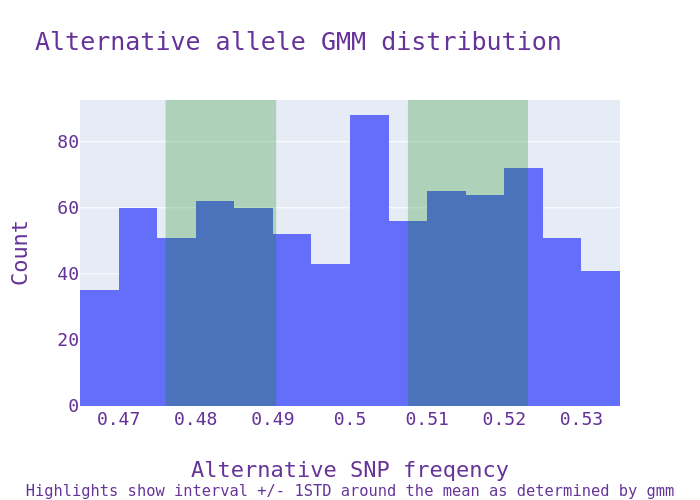 Alternative allele GMM distribution
80
60
40
20
0
Count
0.47 0.48 0.49 0.5 0.51 0.52 0.53
Alternative SNP freqency
Highlights show interval +/- 1STD around the mean as determined by gmm